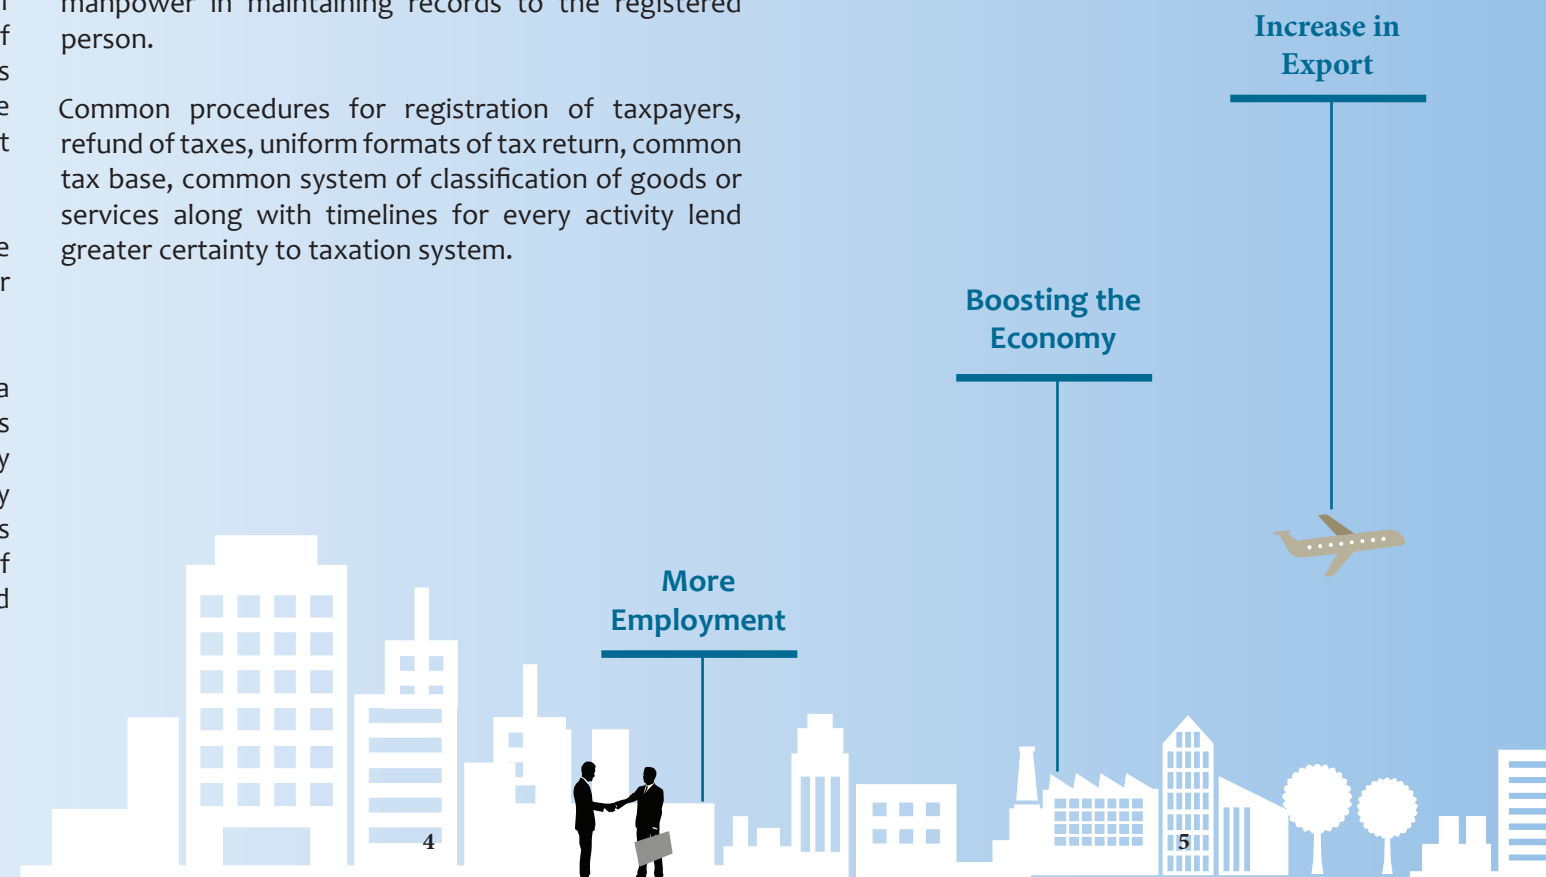 manpower in maintaining records to the registered
person.
Common procedures for registration of taxpayers,
refund of taxes, uniform formats of tax return, common
tax base, common system of classification of goods or
services along with timelines for every activity lend
greater certainty to taxation system.
Increase in
Export
Boosting the
Economy
More
Employment
4
5